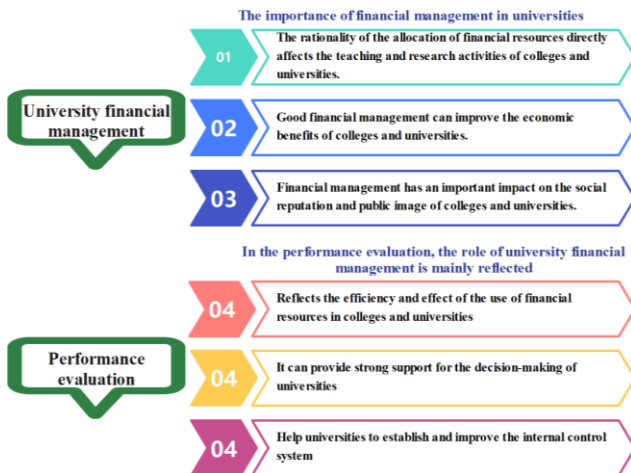 The importance of financial management in universities
01
The rationality of the allocation of financial resources directly
affects the teaching and research activities of colleges and
universities.
University financial
management
02
Good financial management can improve the economic
benefits of colleges and universities.
03
Financial management has an important impact on the social
reputation and public image of colleges and universities.
In the performance evaluation, the role of university financial
management is mainly reflected
04
Reflects the efficiency and effect of the use of financial
resources in colleges and universities
Performance
evaluation
04
It can provide strong support for the decision-making of
universities
04
Help universities to establish and improve the internal control
system